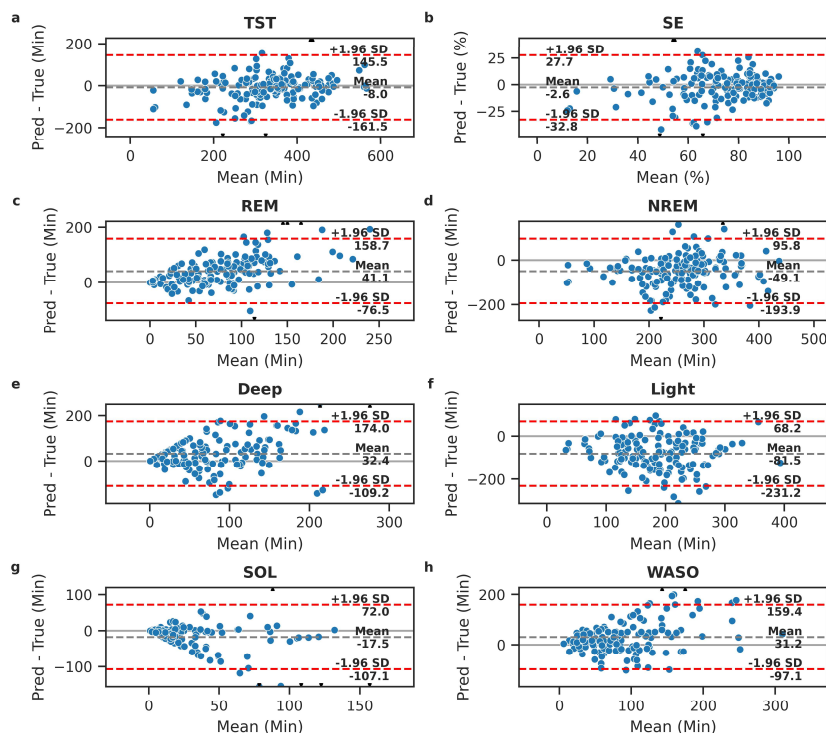 a
TST
Pred - True (Min)
200
0
−200
+1.96 SD
145.5
Mean
-8.0
-1.96 SD
-161.5
0
200
400
600
Mean (Min)
b
SE
Pred - True (%)
25
0
−25
+1.96 SD
27.7
Mean
-2.6
-1.96 SD
-32.8
0
20
40
60
80
100
Mean (%)
c
REM
Pred - True (Min)
200
0
+1.96 SD
158.7
Mean
41.1
-1.96 SD
-76.5
0
50
100
150
200
250
Mean (Min)
d
NREM
Pred - True (Min)
0
−200
+1.96 SD
95.8
Mean
-49.1
-1.96 SD
-193.9
0
100
200
300
400
500
Mean (Min)
e
Deep
Pred - True (Min)
200
0
+1.96 SD
174.0
Mean
32.4
-1.96 SD
-109.2
0
100
200
300
Mean (Min)
f
Light
Pred - True (Min)
0
−200
+1.96 SD
68.2
Mean
-81.5
-1.96 SD
-231.2
0
100
200
300
400
Mean (Min)
g
SOL
Pred - True (Min)
100
0
−100
+1.96 SD
72.0
Mean
-17.5
-1.96 SD
-107.1
0
50
100
150
Mean (Min)
h
WASO
Pred - True (Min)
200
0
+1.96 SD
159.4
Mean
31.2
-1.96 SD
-97.1
0
100
200
300
Mean (Min)